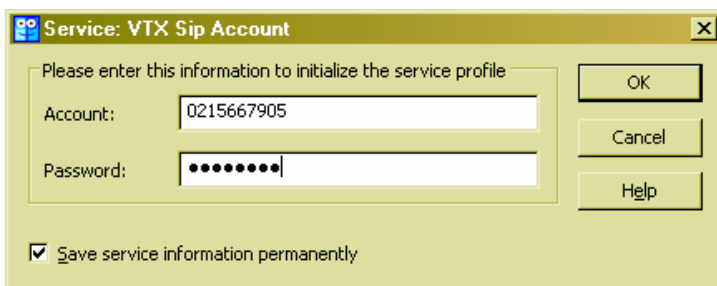 Service: VTX Sip Account
Please enter this information to initialize the service profile
Account: 0215667905
Password: ●●●●●●●●
OK
Cancel
Help
Save service information permanently